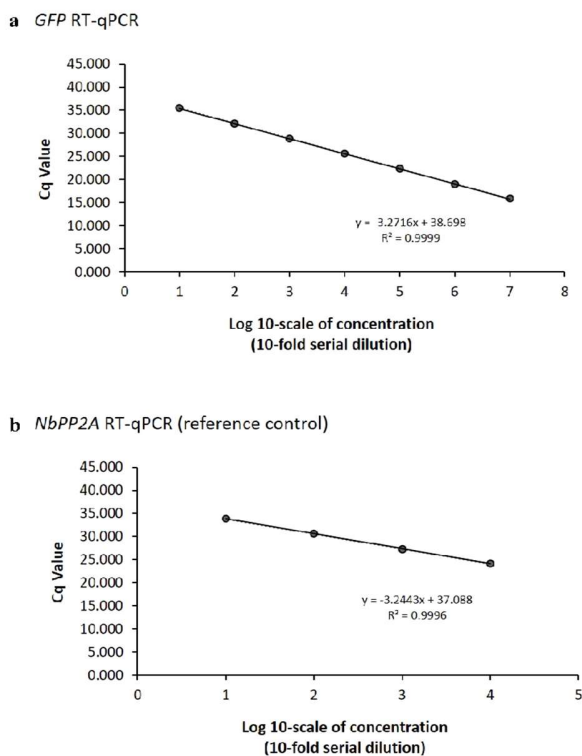 a GFP RT-qPCR
45.000
40.000
35.000
30.000
25.000
20.000
15.000
10.000
5.000
0.000
Cq Value
y = 3.2716x + 38.698
R² = 0.9999
0 1 2 3 4 5 6 7 8
Log 10-scale of concentration
(10-fold serial dilution)
b NbPP2A RT-qPCR (reference control)
45.000
40.000
35.000
30.000
25.000
20.000
15.000
10.000
5.000
0.000
Cq Value
y = -3.2443x + 37.088
R² = 0.9996
0 1 2 3 4 5
Log 10-scale of concentration
(10-fold serial dilution)